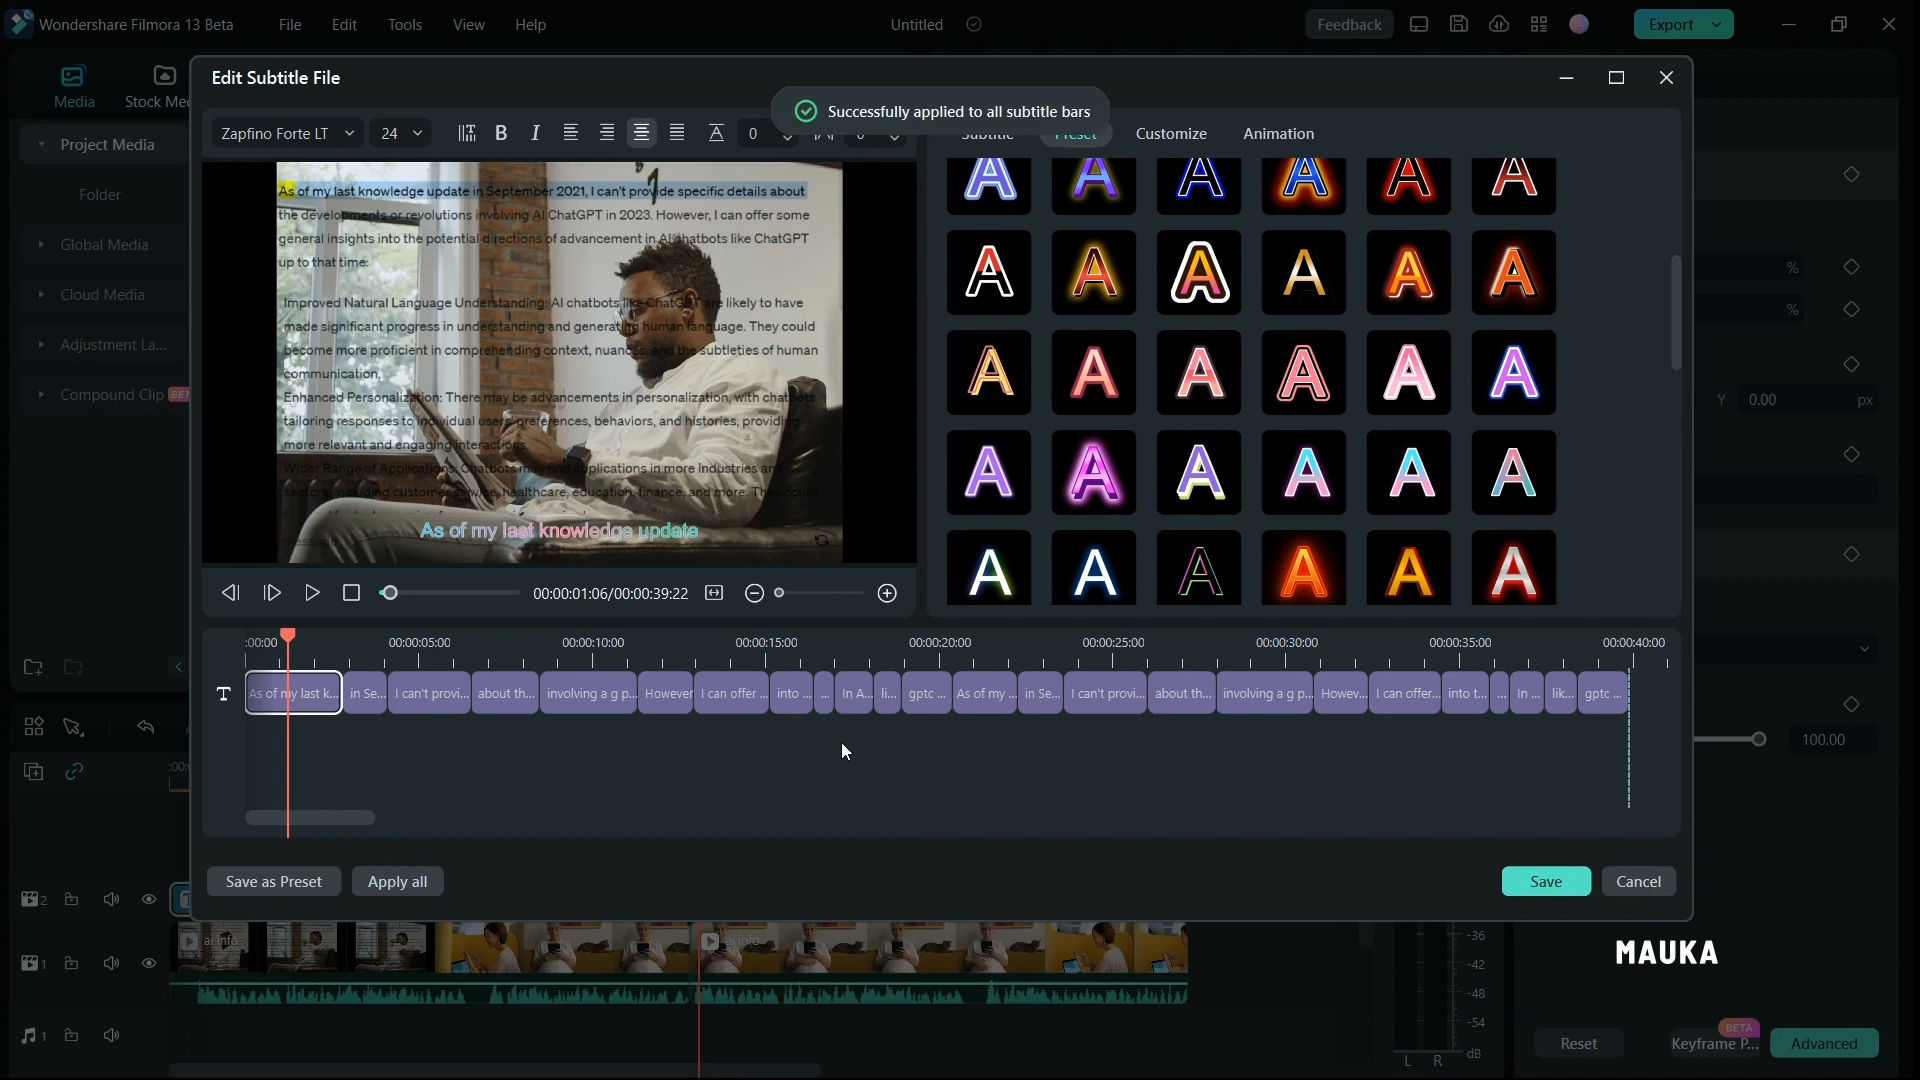 Wondershare Filmora 13 Beta
File
Edit
Tools
View
Help
Untitled
Feedback
Export
Media
Stock Me
Edit Subtitle File
Successfully applied to all subtitle bars
Zapfino Forte LT
24
0
0
Subtitle
Preset
Customize
Animation
Project Media
Folder
Global Media
Cloud Media
Adjustment La...
Compound Clip
As of my last knowledge update in September 2021, I can't provide specific details about
the developments or revolutions involving AI ChatGPT in 2023. However, I can offer some
general insights into the potential directions of advancement in AI chatbots like ChatGPT
up to that time:
Improved Natural Language Understanding: AI chatbots like ChatGPT are likely to have
made significant progress in understanding and generating human language. They could
become more proficient in comprehending context, nuances, and the subtleties of human
communication.
Enhanced Personalization: There may be advancements in personalization, with chatbots
tailoring responses to individual users' preferences, behaviors, and histories, providing
more relevant and engaging interactions.
Wider Range of Applications: Chatbots may find applications in more industries and
sectors, including customer service, healthcare, education, finance, and more. They could
As of my last knowledge update
A A A A A A
A A A A A A
A A A A A A
A A A A A A
A A A A A A
%
%
Y 0.00 px
00:00:01:06/00:00:39:22
:00:00
00:00:05:00
00:00:10:00
00:00:15:00
00:00:20:00
00:00:25:00
00:00:30:00
00:00:35:00
00:00:40:00
As of my last k...
in Se...
I can't provi...
about th...
involving a g p...
However
I can offer ...
into ...
...
In A...
li...
gptc ...
As of my ...
in Se...
I can't provi...
about th...
involving a g p...
Howev...
I can offer...
into t...
...
In ...
lik...
gptc ...
100.00
:00:
Save as Preset
Apply all
Save
Cancel
2
1
1
ai info
ai info
-36
-42
-48
-54
dB
L R
MAUKA
Reset
BETA
Keyframe P...
Advanced